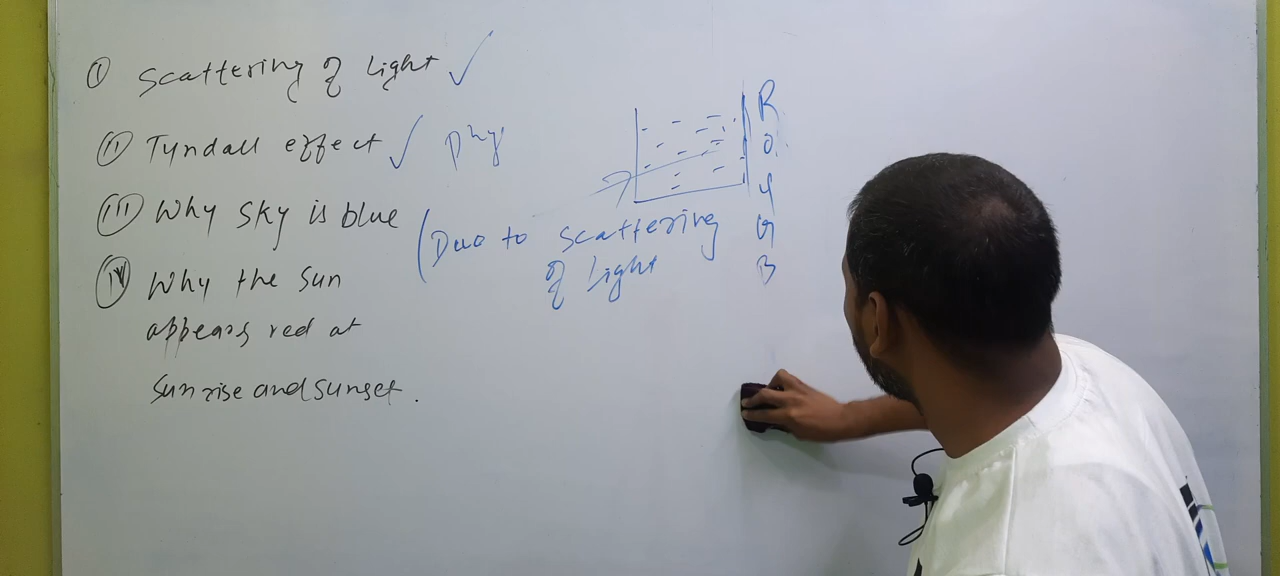 (i) Scattering of light ✓
(ii) Tyndall effect ✓ phy
(iii) Why sky is blue (Due to scattering
of light
(iv) Why the sun
appears red at
sunrise and sunset.
R
O
Y
G
B